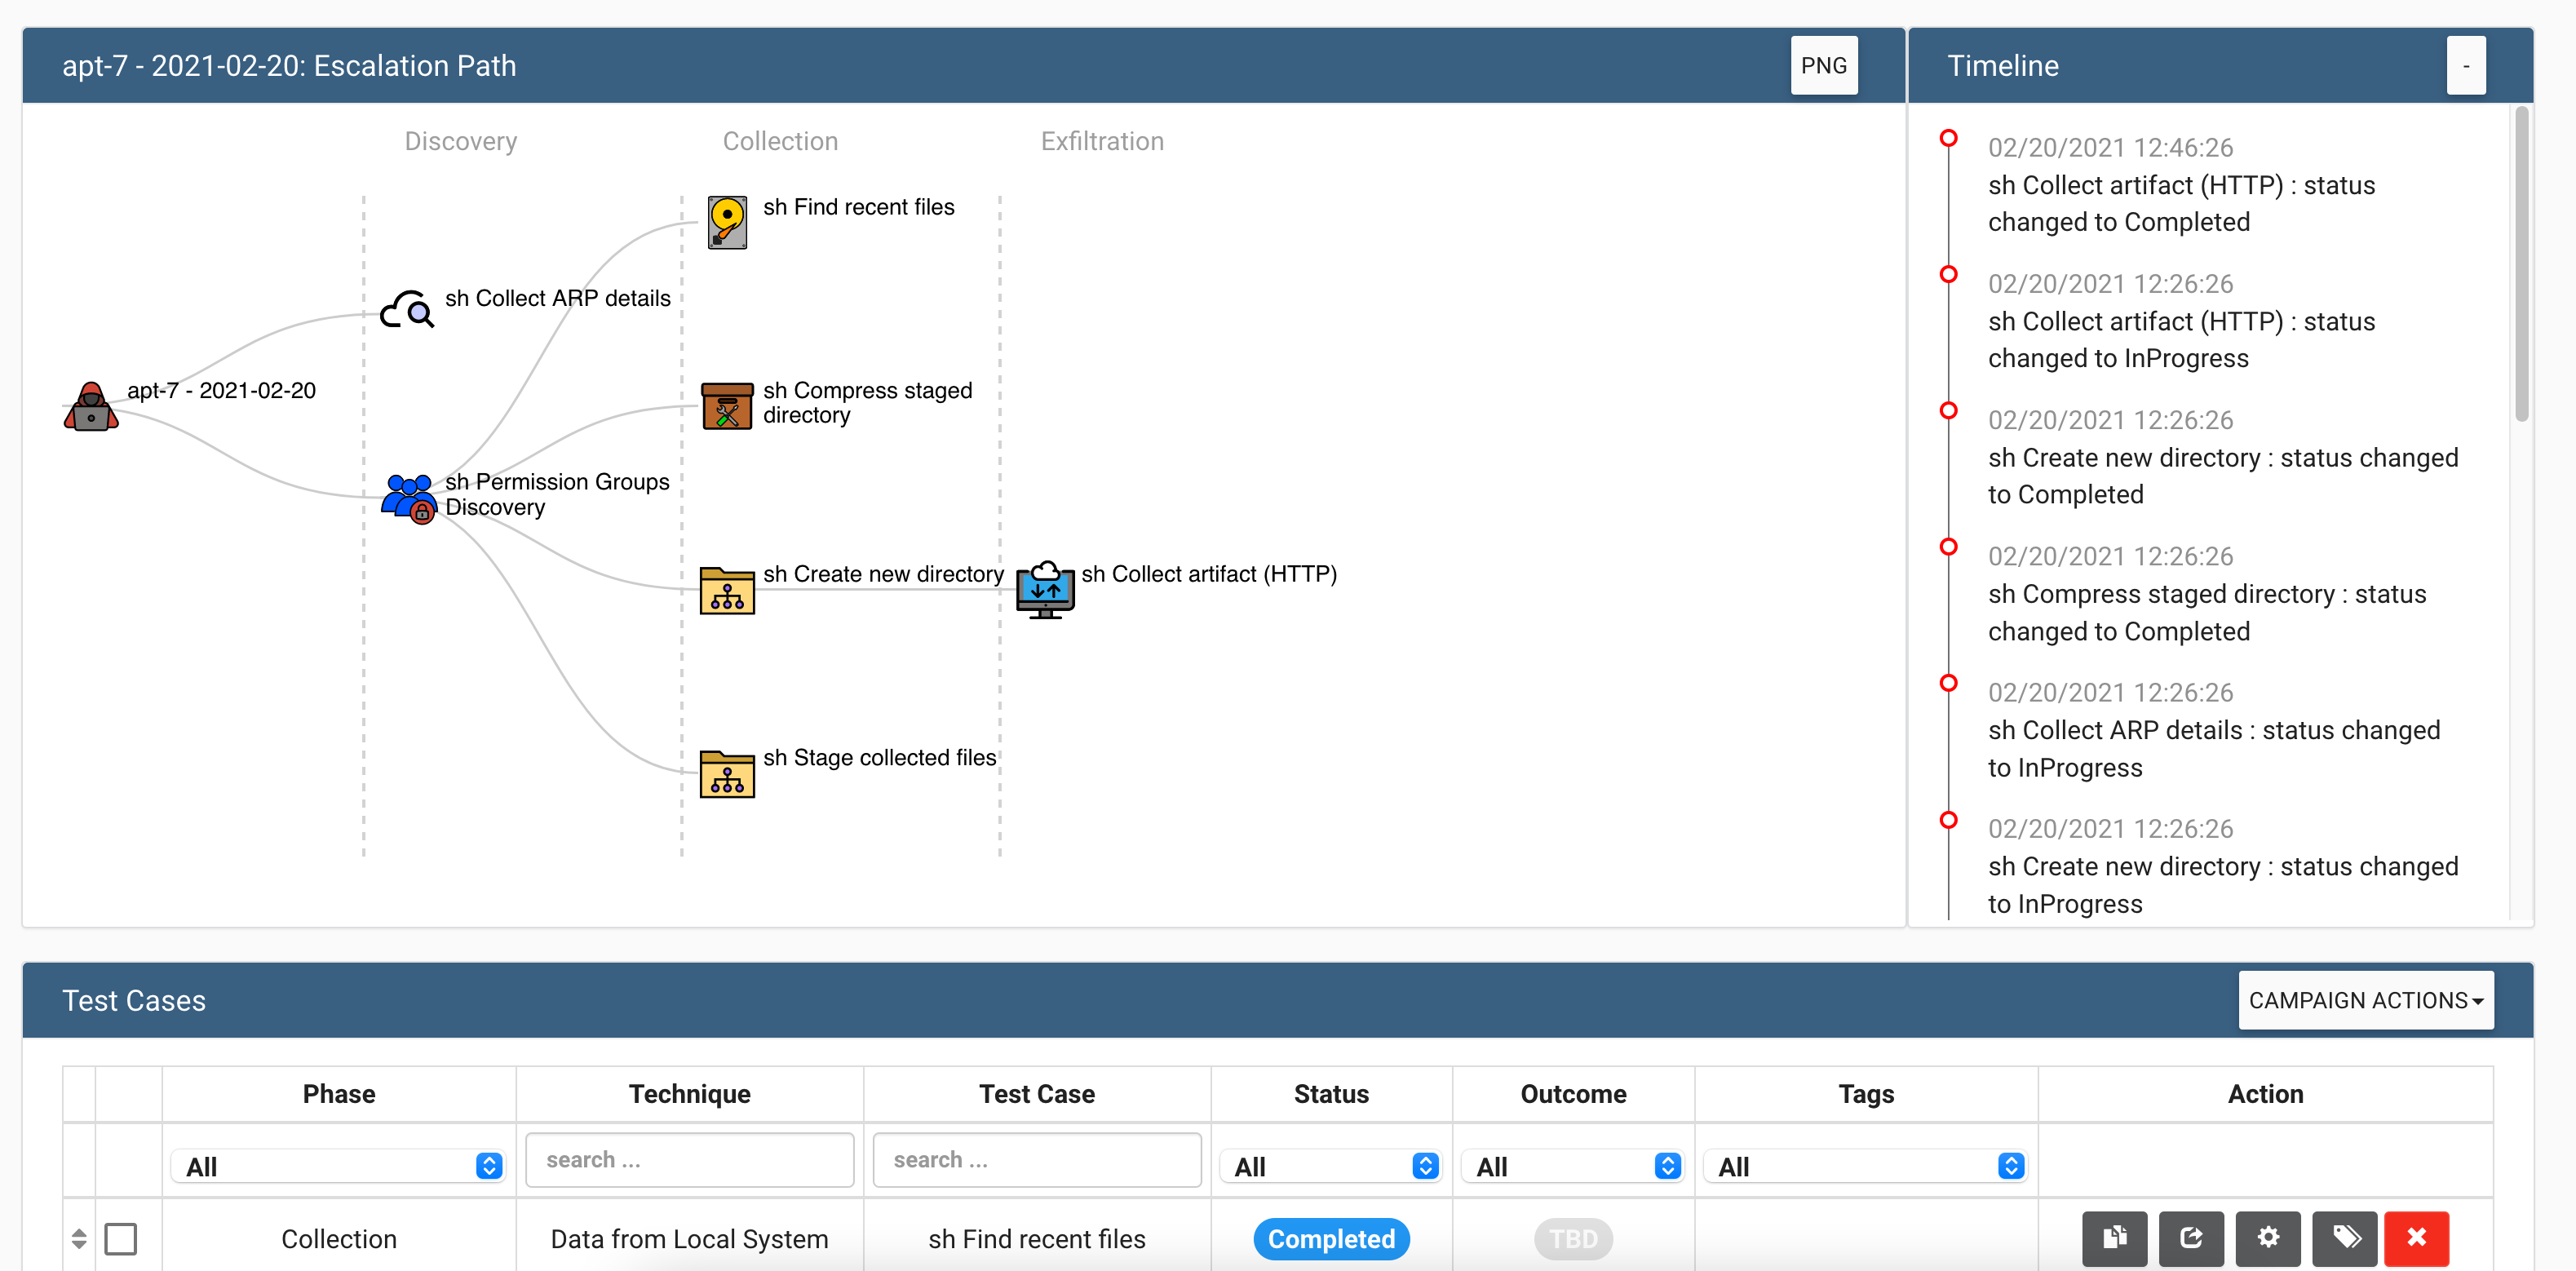 apt-7 - 2021-02-20: Escalation Path
PNG
Discovery
Collection
Exfiltration
sh Find recent files
sh Collect ARP details
apt-7 - 2021-02-20
sh Compress staged
directory
sh Permission Groups
Discovery
sh Create new directory
sh Collect artifact (HTTP)
sh Stage collected files
Timeline
-
02/20/2021 12:46:26
sh Collect artifact (HTTP) : status
changed to Completed
02/20/2021 12:26:26
sh Collect artifact (HTTP) : status
changed to InProgress
02/20/2021 12:26:26
sh Create new directory : status changed
to Completed
02/20/2021 12:26:26
sh Compress staged directory : status
changed to Completed
02/20/2021 12:26:26
sh Collect ARP details : status changed
to InProgress
02/20/2021 12:26:26
sh Create new directory : status changed
to InProgress
Test Cases
CAMPAIGN ACTIONS
Phase
Technique
Test Case
Status
Outcome
Tags
Action
All
search ...
search ...
All
All
All
Collection
Data from Local System
sh Find recent files
Completed
TBD